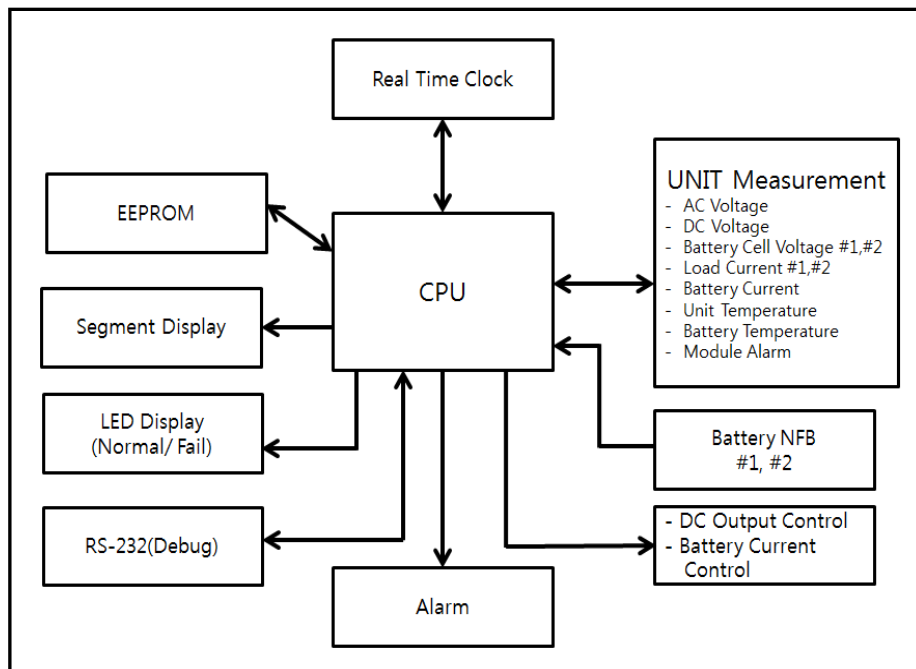 Real Time Clock
EEPROM
UNIT Measurement
- AC Voltage
- DC Voltage
- Battery Cell Voltage #1,#2
- Load Current #1,#2
- Battery Current
- Unit Temperature
- Battery Temperature
- Module Alarm
CPU
Segment Display
LED Display
(Normal/ Fail)
Battery NFB
#1, #2
RS-232(Debug)
- DC Output Control
- Battery Current
Control
Alarm